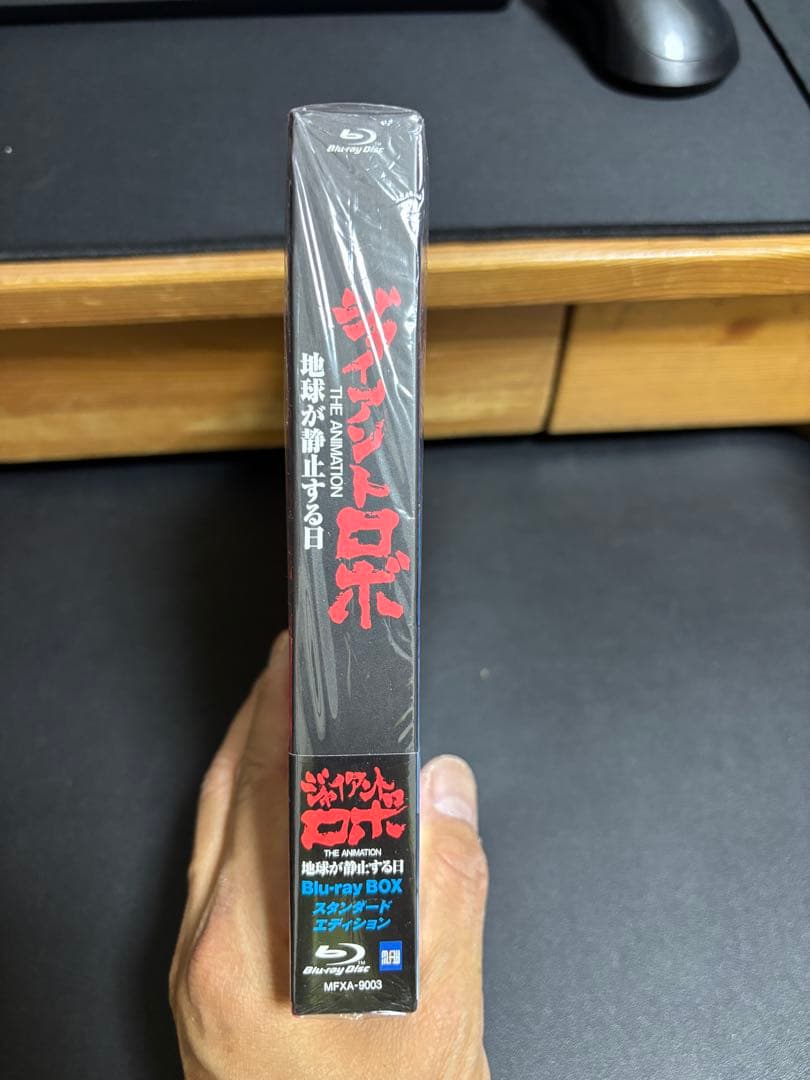 Blu-ray Disc
ジャイアントロボ
THE ANIMATION
地球が静止する日
ジャイアント
ロボ
THE ANIMATION
地球が静止する日
Blu-ray BOX
スタンダード
エディション
Blu-ray Disc™
MFXA-9003